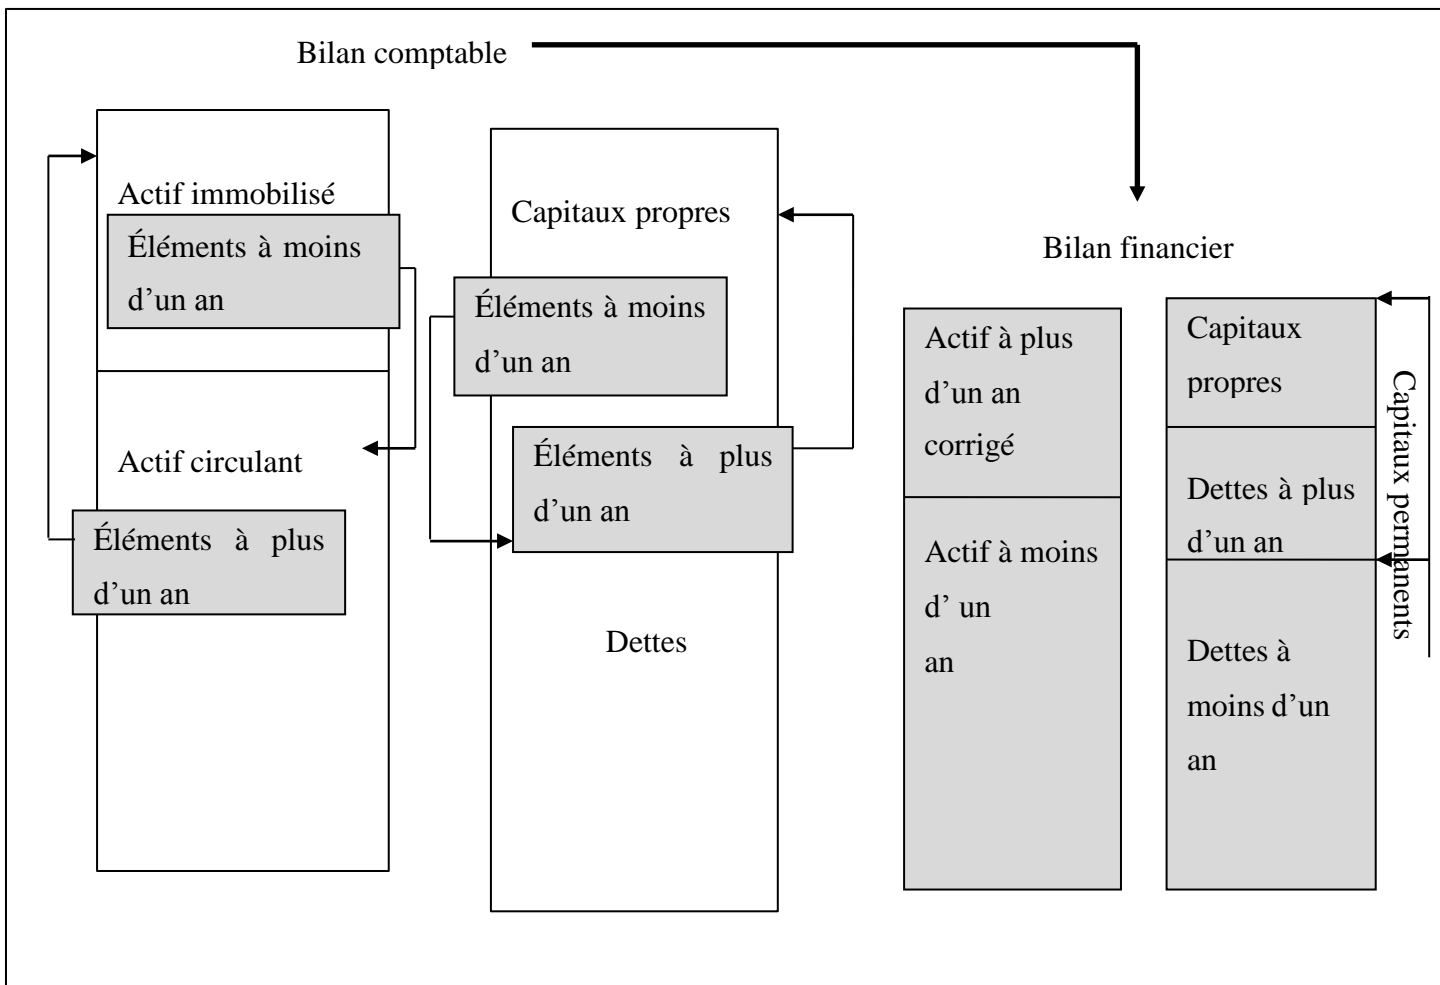 Bilan comptable
Actif immobilisé
Éléments à moins
d’un an
Actif circulant
Éléments à plus
d’un an
Capitaux propres
Éléments à moins
d’un an
Éléments à plus
d’un an
Dettes
Bilan financier
Actif à plus
d’un an
corrigé
Actif à moins
d’ un
an
Capitaux
propres
Dettes à plus
d’un an
Dettes à
moins d’un
an
Capitaux permanents